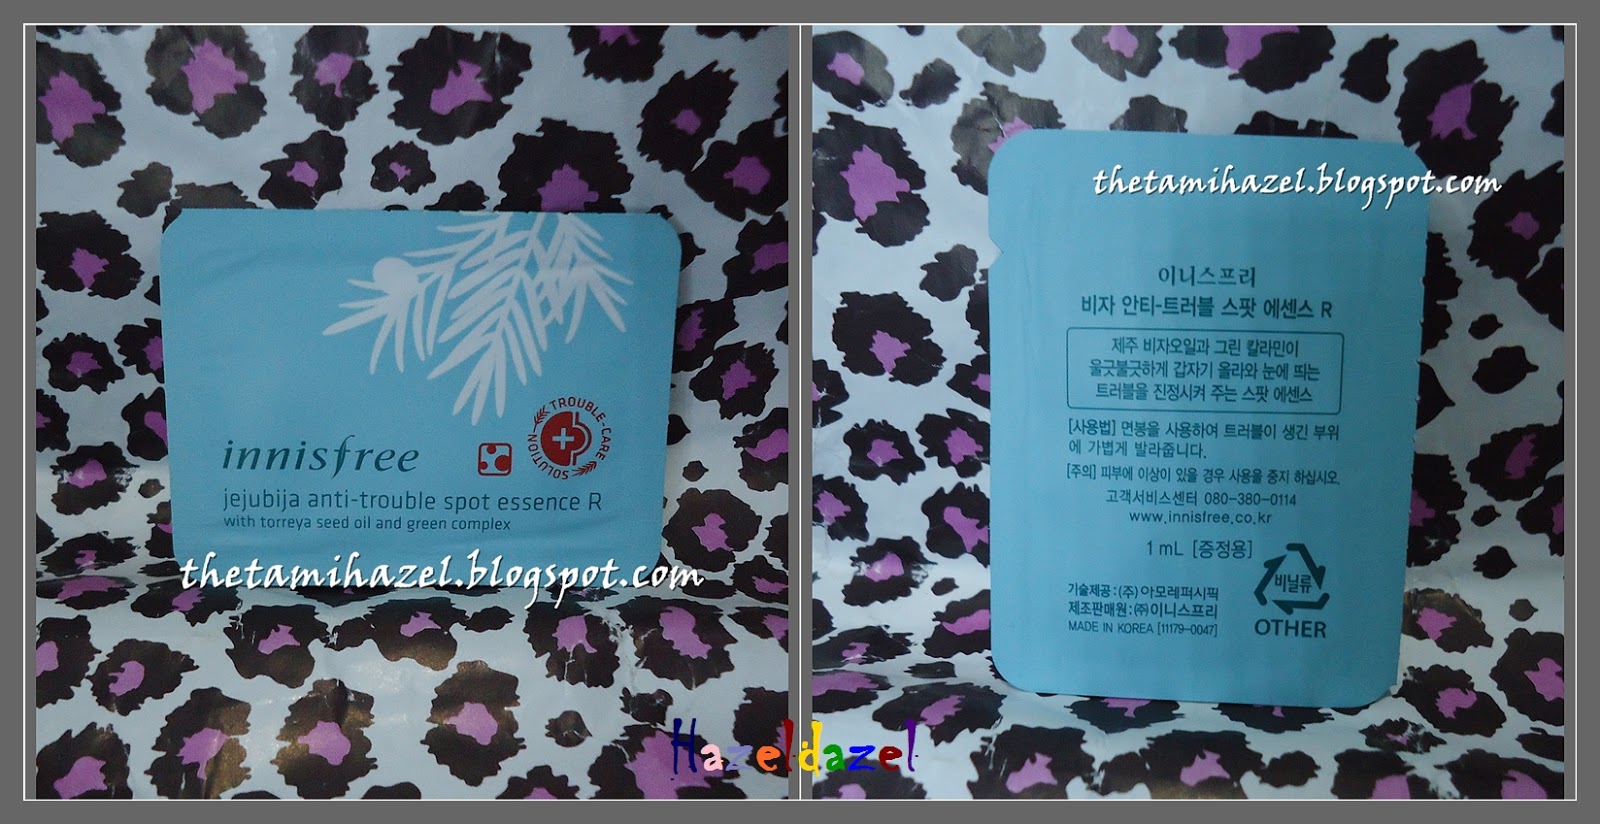 innisfree
TROUBLE-CARE SOLUTION
jejubija anti-trouble spot essence R
with torreya seed oil and green complex
thetamihazel.blogspot.com
thetamihazel.blogspot.com
이니스프리
비자 안티-트러블 스팟 에센스 R
제주 비자오일과 그린 칼라민이
울긋불긋하게 갑자기 올라와 눈에 띄는
트러블을 진정시켜 주는 스팟 에센스
[사용법] 면봉을 사용하여 트러블이 생긴 부위
에 가볍게 발라줍니다.
[주의] 피부에 이상이 있을 경우 사용을 중지 하십시오.
고객서비스센터 080-380-0114
www.innisfree.co.kr
1 mL [증정용]
비닐류
OTHER
기술제공 : (주) 아모레퍼시픽
제조판매원 : ㈜이니스프리
MADE IN KOREA [11179-0047]
Hazeldazel